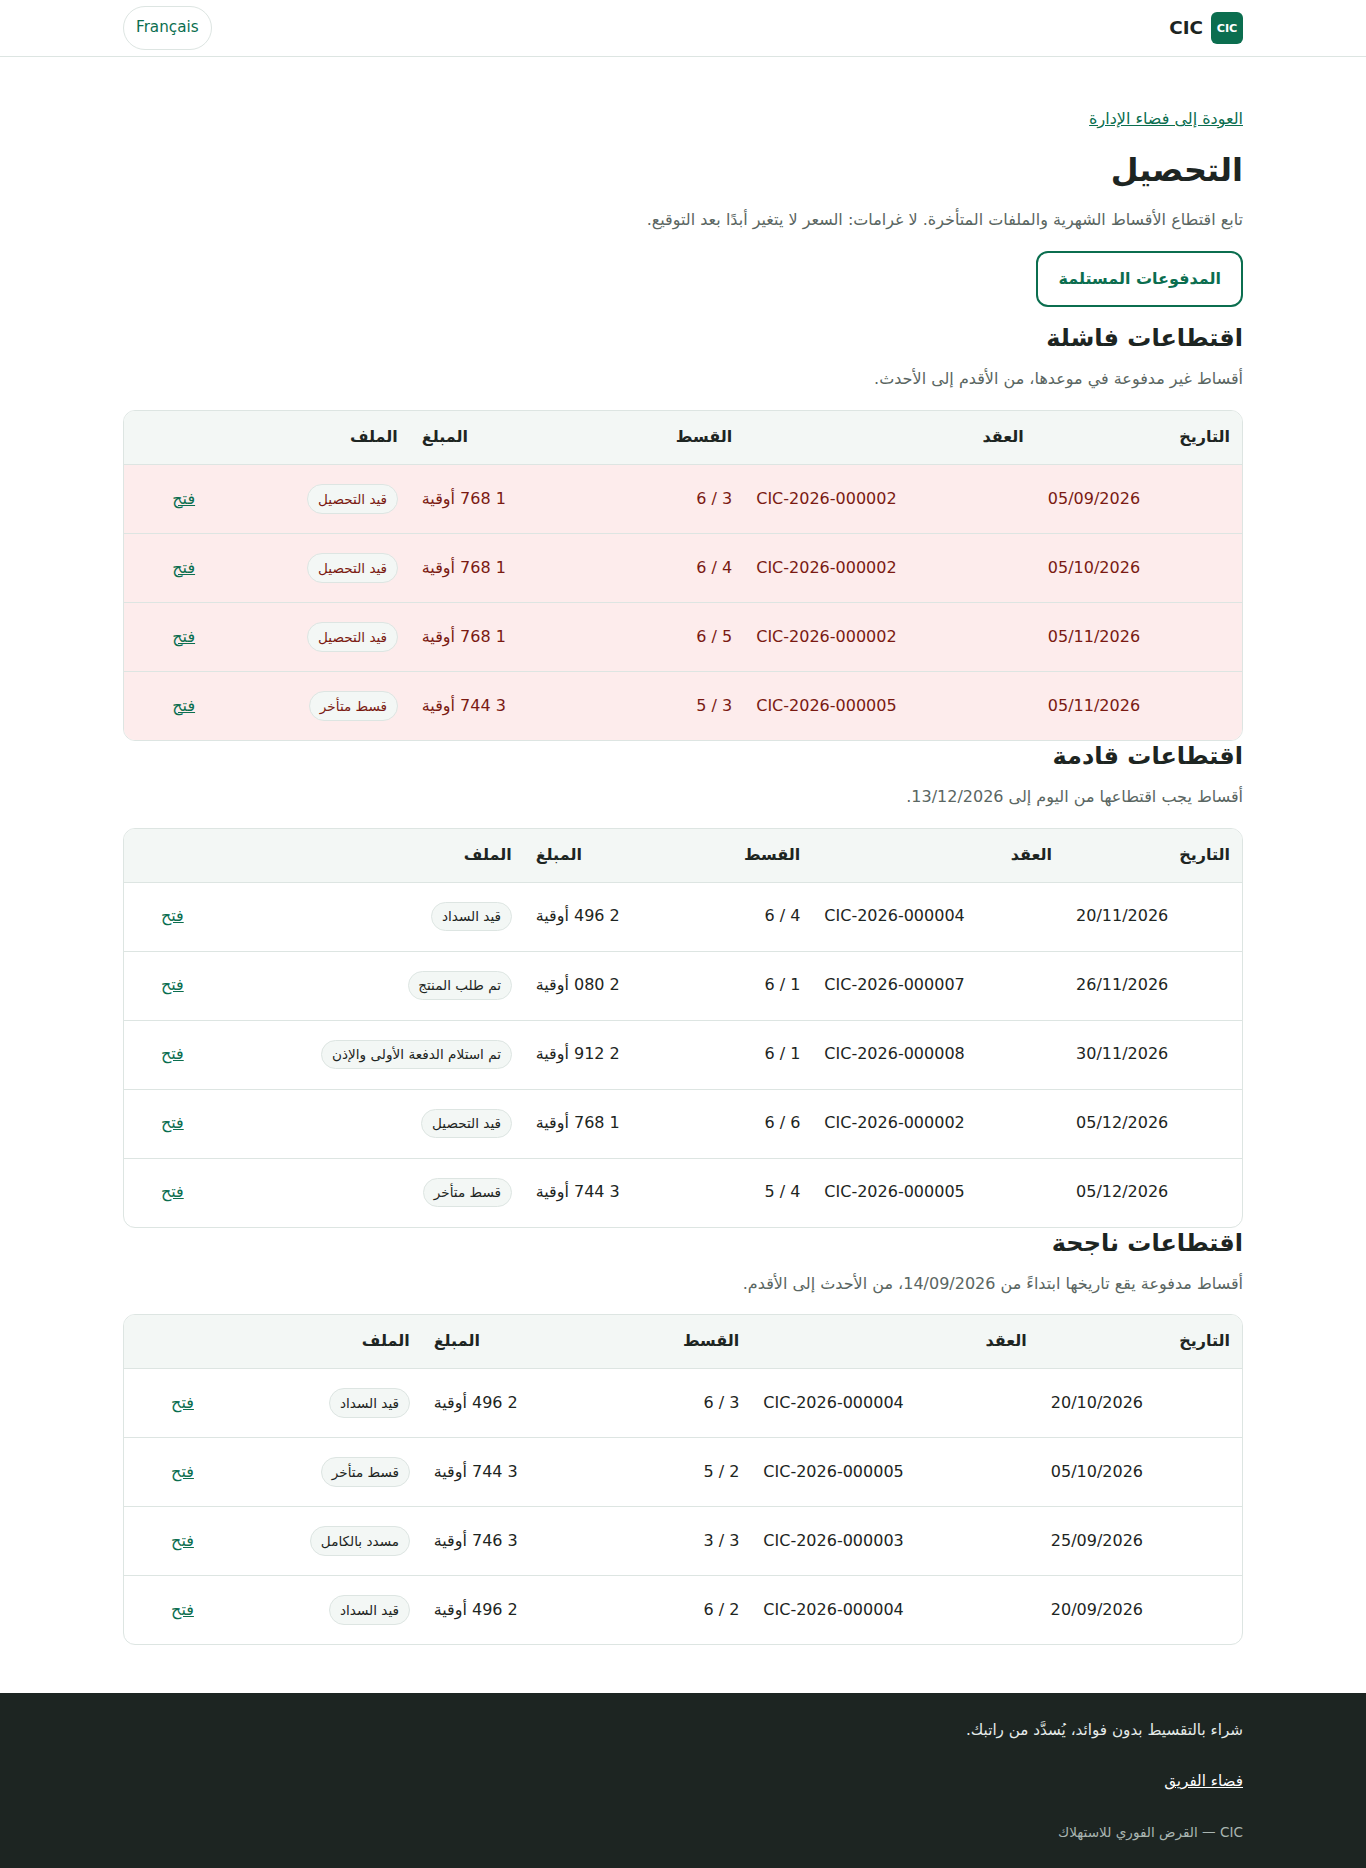 CIC CIC Français
العودة إلى فضاء الإدارة
التحصيل
تابع اقتطاع الأقساط الشهرية والملفات المتأخرة. لا غرامات: السعر لا يتغير أبدًا بعد التوقيع.
المدفوعات المستلمة
اقتطاعات فاشلة
أقساط غير مدفوعة في موعدها، من الأقدم إلى الأحدث.
التاريخ العقد القسط المبلغ الملف
05/09/2026 CIC-2026-000002 3 / 6 1 768 أوقية قيد التحصيل فتح
05/10/2026 CIC-2026-000002 4 / 6 1 768 أوقية قيد التحصيل فتح
05/11/2026 CIC-2026-000002 5 / 6 1 768 أوقية قيد التحصيل فتح
05/11/2026 CIC-2026-000005 3 / 5 3 744 أوقية قسط متأخر فتح
اقتطاعات قادمة
أقساط يجب اقتطاعها من اليوم إلى 13/12/2026.
التاريخ العقد القسط المبلغ الملف
20/11/2026 CIC-2026-000004 4 / 6 2 496 أوقية قيد السداد فتح
26/11/2026 CIC-2026-000007 1 / 6 2 080 أوقية تم طلب المنتج فتح
30/11/2026 CIC-2026-000008 1 / 6 2 912 أوقية تم استلام الدفعة الأولى والإذن فتح
05/12/2026 CIC-2026-000002 6 / 6 1 768 أوقية قيد التحصيل فتح
05/12/2026 CIC-2026-000005 4 / 5 3 744 أوقية قسط متأخر فتح
اقتطاعات ناجحة
أقساط مدفوعة يقع تاريخها ابتداءً من 14/09/2026، من الأحدث إلى الأقدم.
التاريخ العقد القسط المبلغ الملف
20/10/2026 CIC-2026-000004 3 / 6 2 496 أوقية قيد السداد فتح
05/10/2026 CIC-2026-000005 2 / 5 3 744 أوقية قسط متأخر فتح
25/09/2026 CIC-2026-000003 3 / 3 3 746 أوقية مسدد بالكامل فتح
20/09/2026 CIC-2026-000004 2 / 6 2 496 أوقية قيد السداد فتح
شراء بالتقسيط بدون فوائد، يُسدَّد من راتبك.
فضاء الفريق
CIC — القرض الفوري للاستهلاك